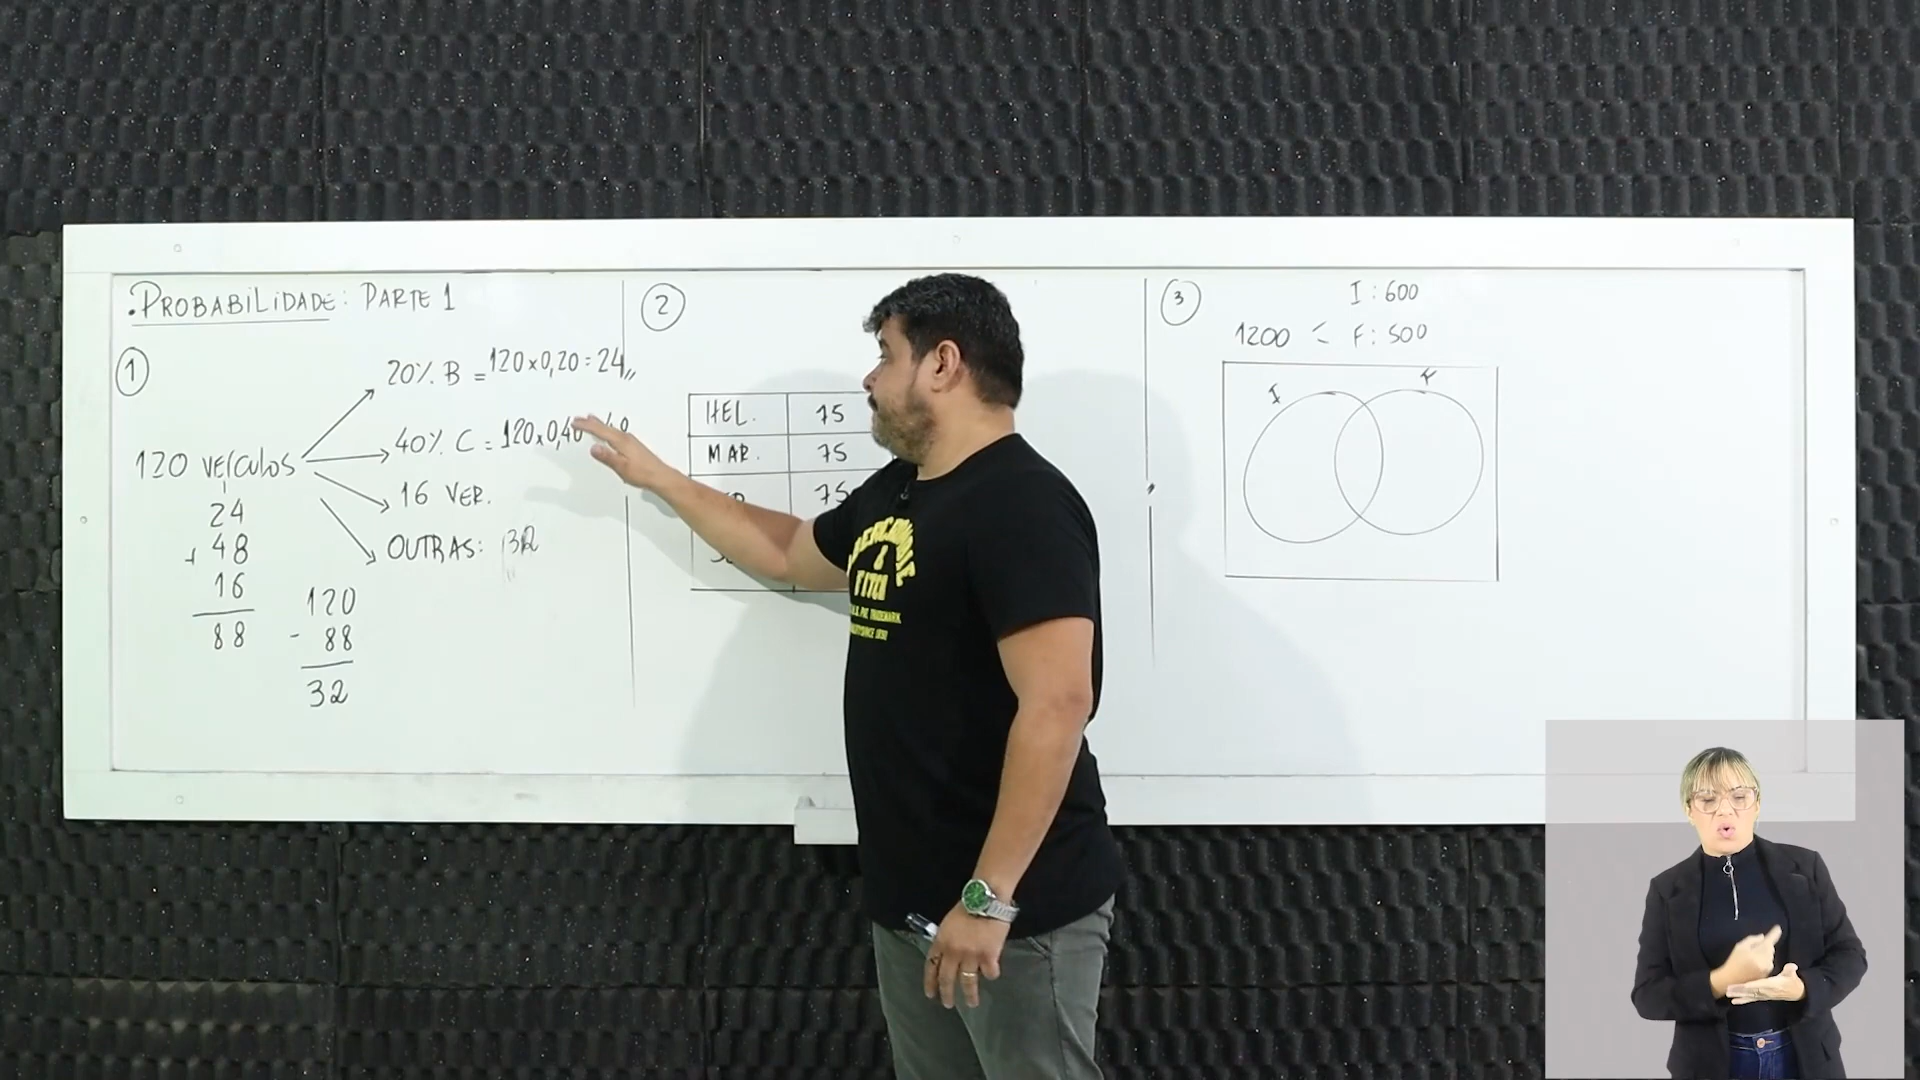 . PROBABILIDADE: PARTE 1
1
120 VEÍCULOS
20% B = 120 x 0,20 = 24,,
40% C = 120 x 0,40
16 VER.
OUTRAS: 32
24
+ 48
16
88
120
- 88
32
2
HEL. 75
MAR. 75
75
3
I : 600
1200 < F : 500
I
F
&
FITCH